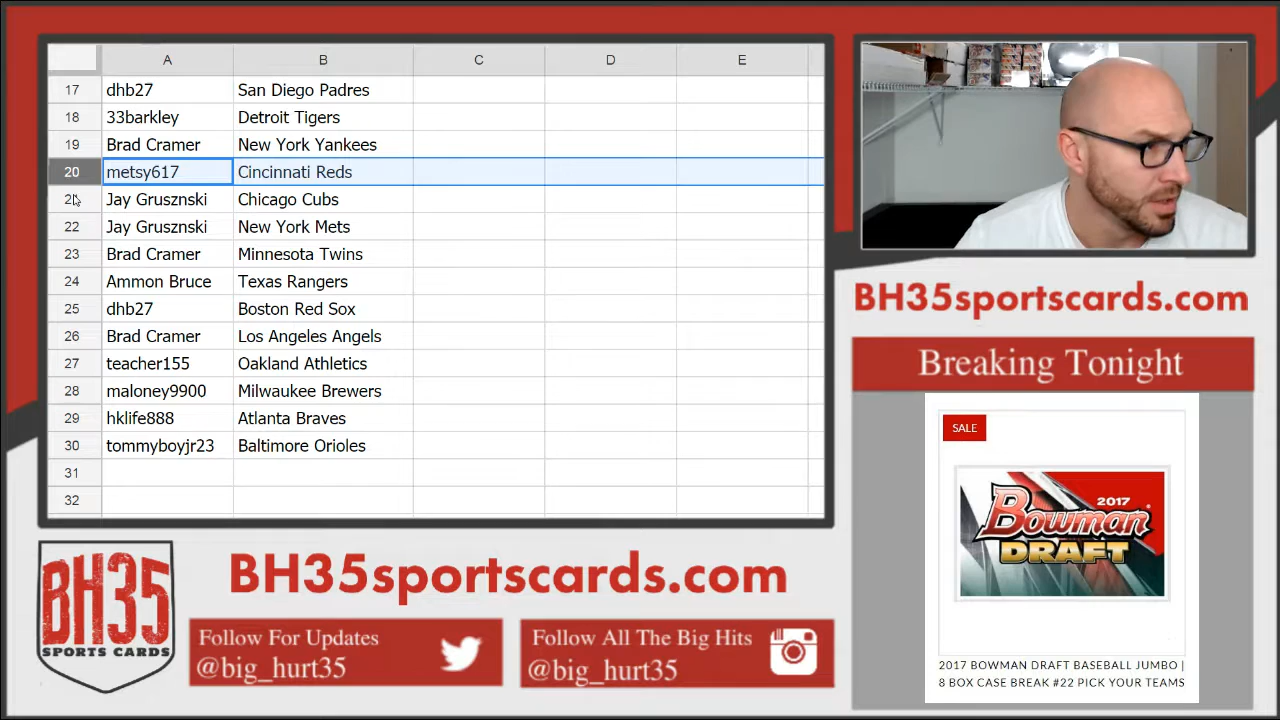 A B C D E
17 dhb27 San Diego Padres
18 33barkley Detroit Tigers
19 Brad Cramer New York Yankees
20 metsy617 Cincinnati Reds
Jay Grusznski Chicago Cubs
22 Jay Grusznski New York Mets
23 Brad Cramer Minnesota Twins
24 Ammon Bruce Texas Rangers
25 dhb27 Boston Red Sox
26 Brad Cramer Los Angeles Angels
27 teacher155 Oakland Athletics
28 maloney9900 Milwaukee Brewers
29 hklife888 Atlanta Braves
30 tommyboyjr23 Baltimore Orioles
31
32
BH35sportscards.com
Breaking Tonight
SALE
2017
Bowman
DRAFT
2017 BOWMAN DRAFT BASEBALL JUMBO |
8 BOX CASE BREAK #22 PICK YOUR TEAMS
BH35
SPORTS CARDS
BH35sportscards.com
Follow For Updates
@big_hurt35
Follow All The Big Hits
@big_hurt35